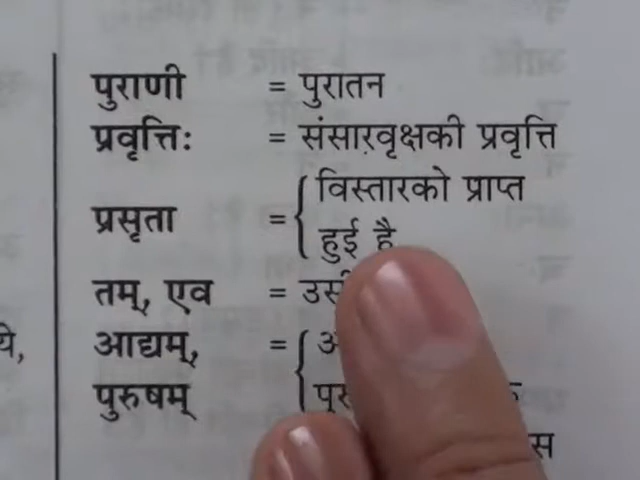 पुराणी = पुरातन
प्रवृत्तिः = संसारवृक्षकी प्रवृत्ति
प्रसृता = { विस्तारको प्राप्त
हुई है
तम्, एव =
आद्यम्, = {
पुरुषम्